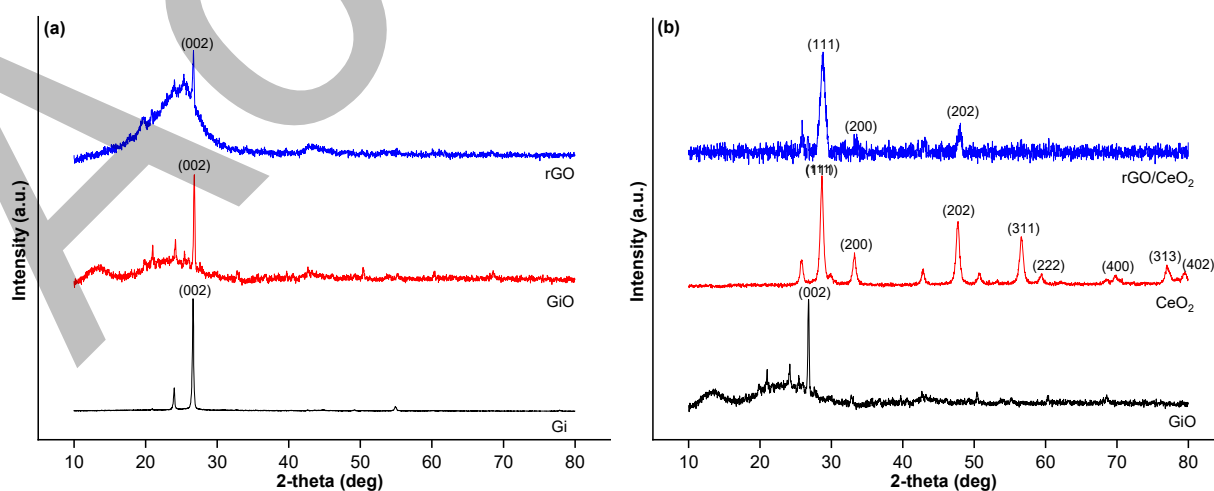 (a)
(002)
rGO
(002)
GiO
(002)
Gi
Intensity (a.u.)
10 20 30 40 50 60 70 80
2-theta (deg)
(b)
(111)
(200)
(202)
rGO/CeO₂
(111)
(200)
(202)
(311)
(222)
(400)
(313)
(402)
CeO₂
(002)
GiO
Intensity (a.u.)
10 20 30 40 50 60 70 80
2-theta (deg)